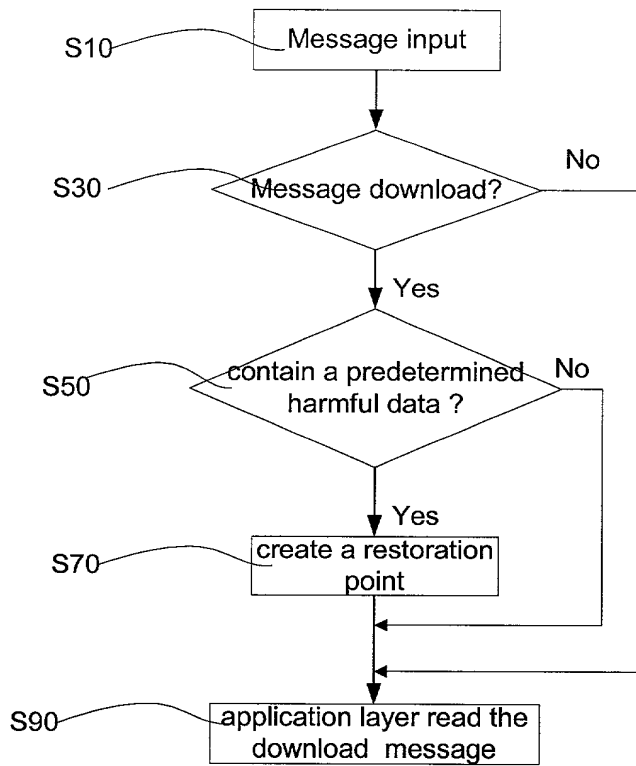 S10
Message input
S30
Message download?
No
Yes
S50
contain a predetermined
harmful data ?
No
Yes
S70
create a restoration
point
S90
application layer read the
download message